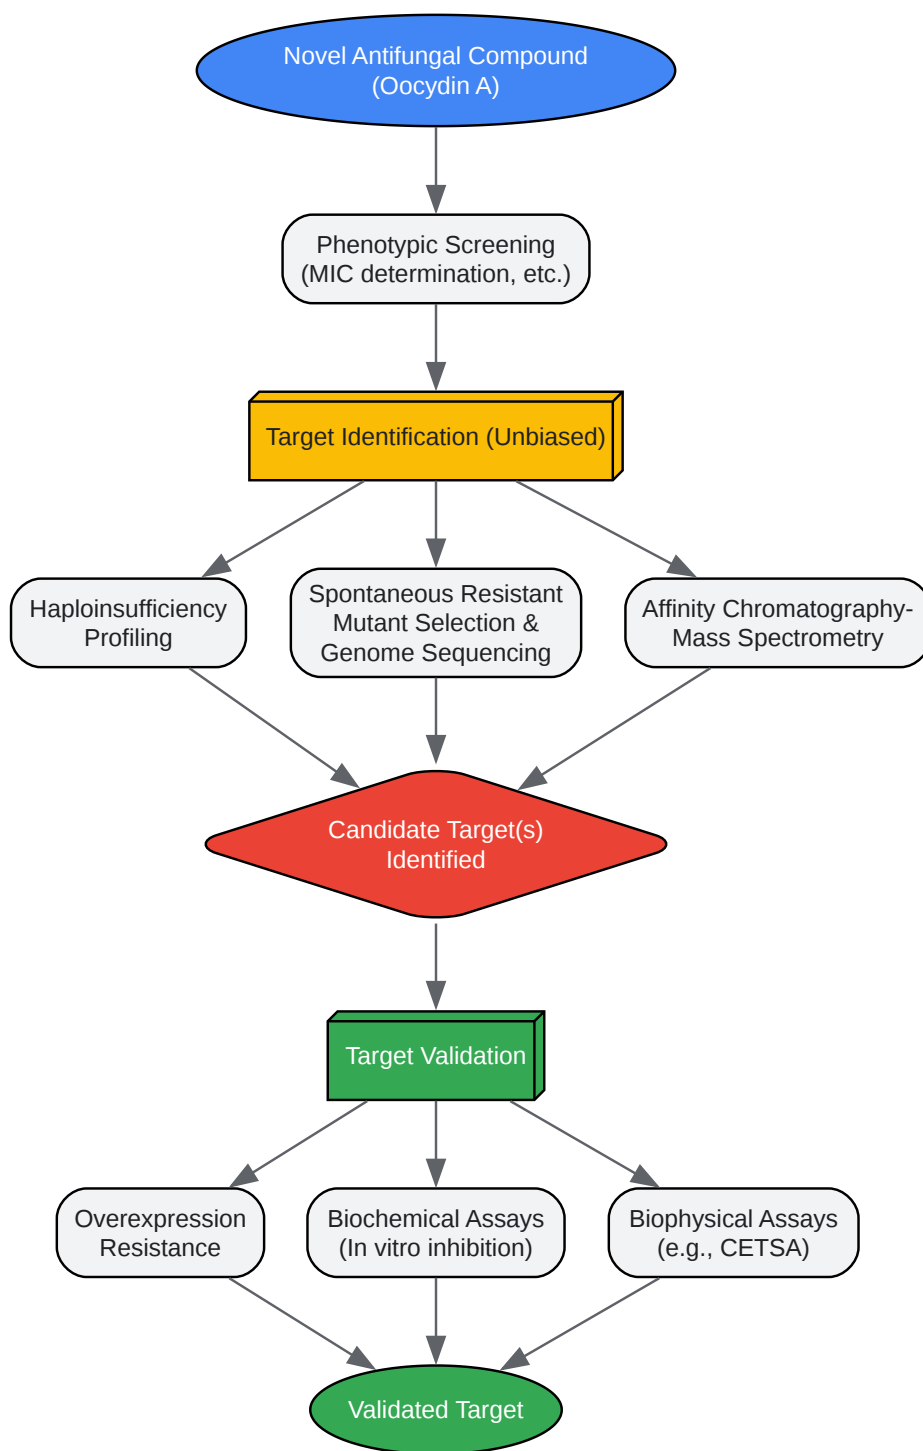 Novel Antifungal Compound
(Oocydin A)
Phenotypic Screening
(MIC determination, etc.)
Target Identification (Unbiased)
Haploinsufficiency
Profiling
Spontaneous Resistant
Mutant Selection &
Genome Sequencing
Affinity Chromatography-
Mass Spectrometry
Candidate Target(s)
Identified
Target Validation
Overexpression
Resistance
Biochemical Assays
(In vitro inhibition)
Biophysical Assays
(e.g., CETSA)
Validated Target